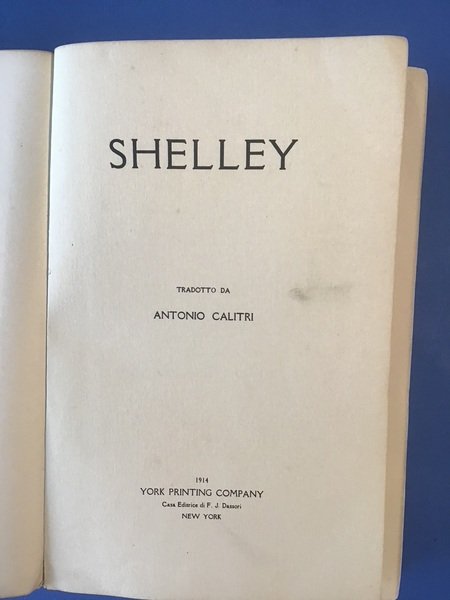 SHELLEY
TRADOTTO DA
ANTONIO CALITRI
1914
YORK PRINTING COMPANY
Casa Editrice di F. J. Dassori
NEW YORK